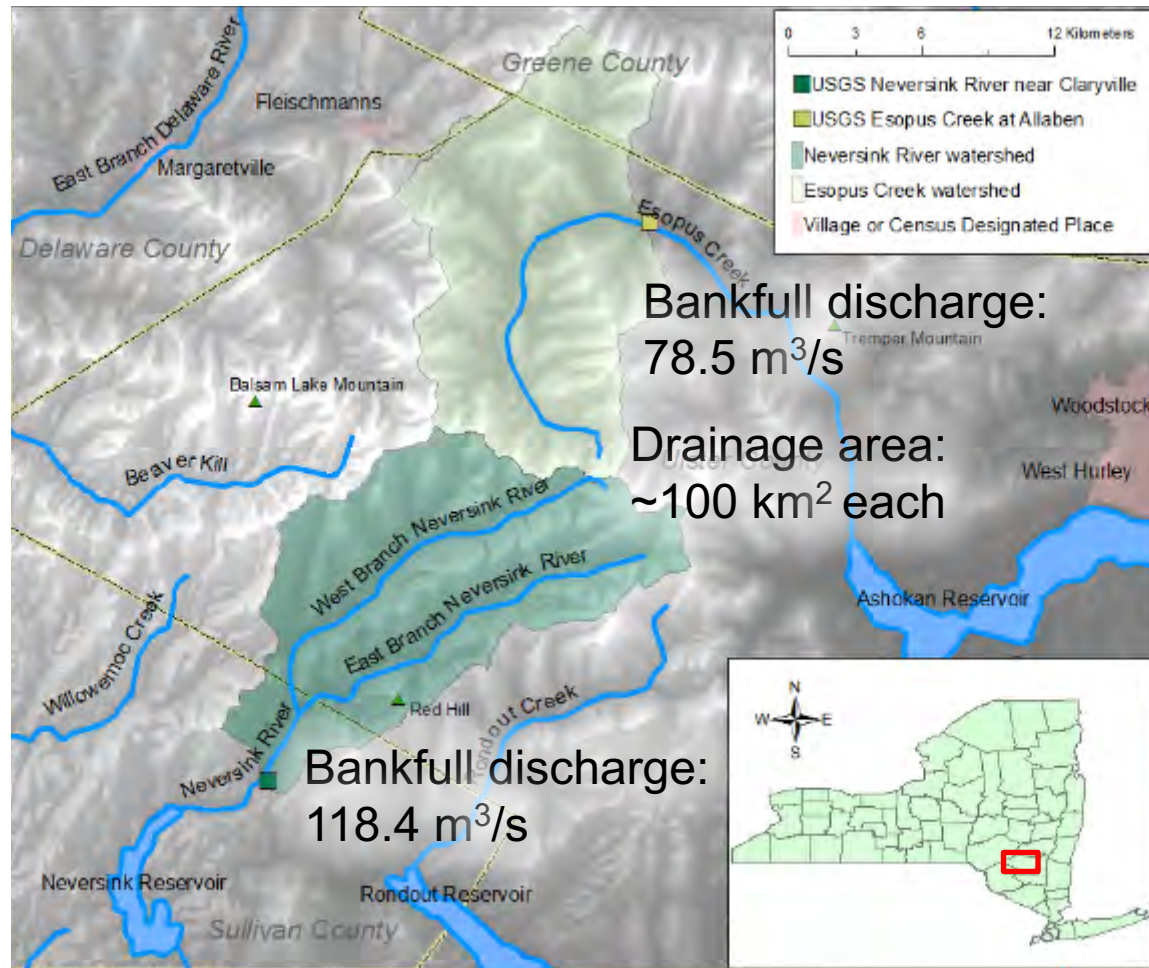 0 3 6 12 Kilometers
USGS Neversink River near Claryville
USGS Esopus Creek at Allaben
Neversink River watershed
Esopus Creek watershed
Village or Census Designated Place
East Branch Delaware River
Fleischmanns
Margaretville
Greene County
Delaware County
Esopus Creek
Bankfull discharge:
78.5 m³/s
Tremper Mountain
Balsam Lake Mountain
Woodstock
Beaver Kill
Drainage area:
Ulster County
~100 km² each
West Hurley
West Branch Neversink River
East Branch Neversink River
Ashokan Reservoir
Willowemoc Creek
Red Hill
Rondout Creek
Neversink River
Bankfull discharge:
118.4 m³/s
Neversink Reservoir
Rondout Reservoir
Sullivan County
N
W E
S